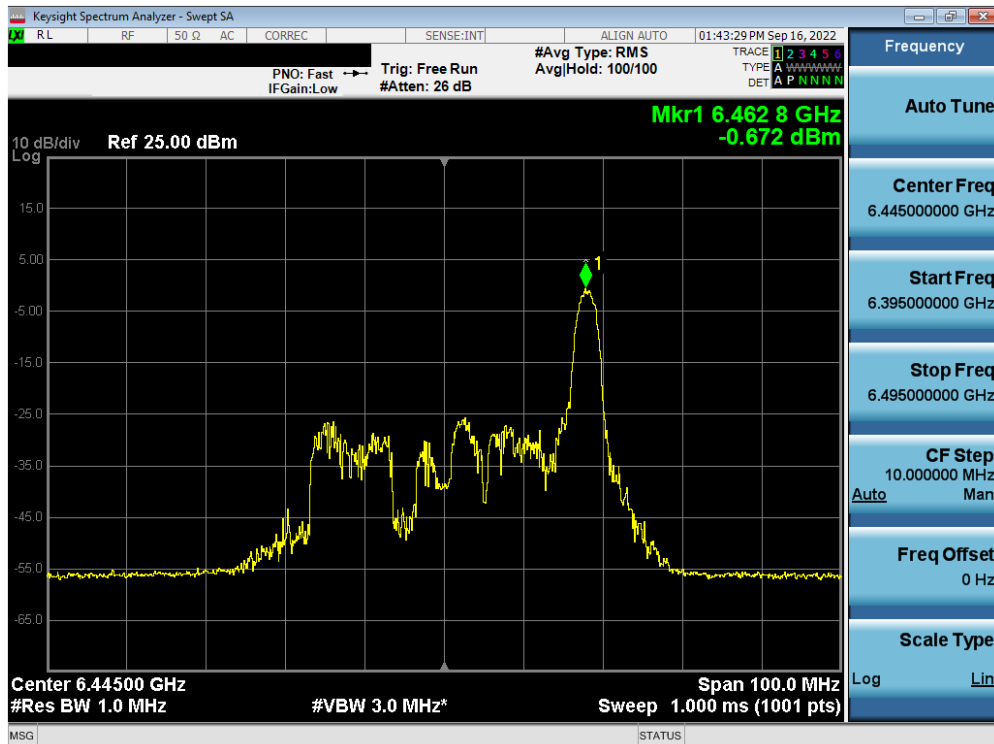 Keysight Spectrum Analyzer - Swept SA
LXI RL RF 50 Ω AC CORREC SENSE:INT ALIGN AUTO 01:43:29 PM Sep 16, 2022
PNO: Fast Trig: Free Run #Avg Type: RMS TRACE 1 2 3 4 5 6
IFGain:Low #Atten: 26 dB Avg|Hold: 100/100 TYPE A WWWWW
DET A P N N N N
Mkr1 6.462 8 GHz
-0.672 dBm
10 dB/div Ref 25.00 dBm
Log
15.0
5.00
-5.00
-15.0
-25.0
-35.0
-45.0
-55.0
-65.0
1
Center 6.44500 GHz Span 100.0 MHz
#Res BW 1.0 MHz #VBW 3.0 MHz* Sweep 1.000 ms (1001 pts)
MSG STATUS
Frequency
Auto Tune
Center Freq
6.445000000 GHz
Start Freq
6.395000000 GHz
Stop Freq
6.495000000 GHz
CF Step
10.000000 MHz
Auto Man
Freq Offset
0 Hz
Scale Type
Log Lin